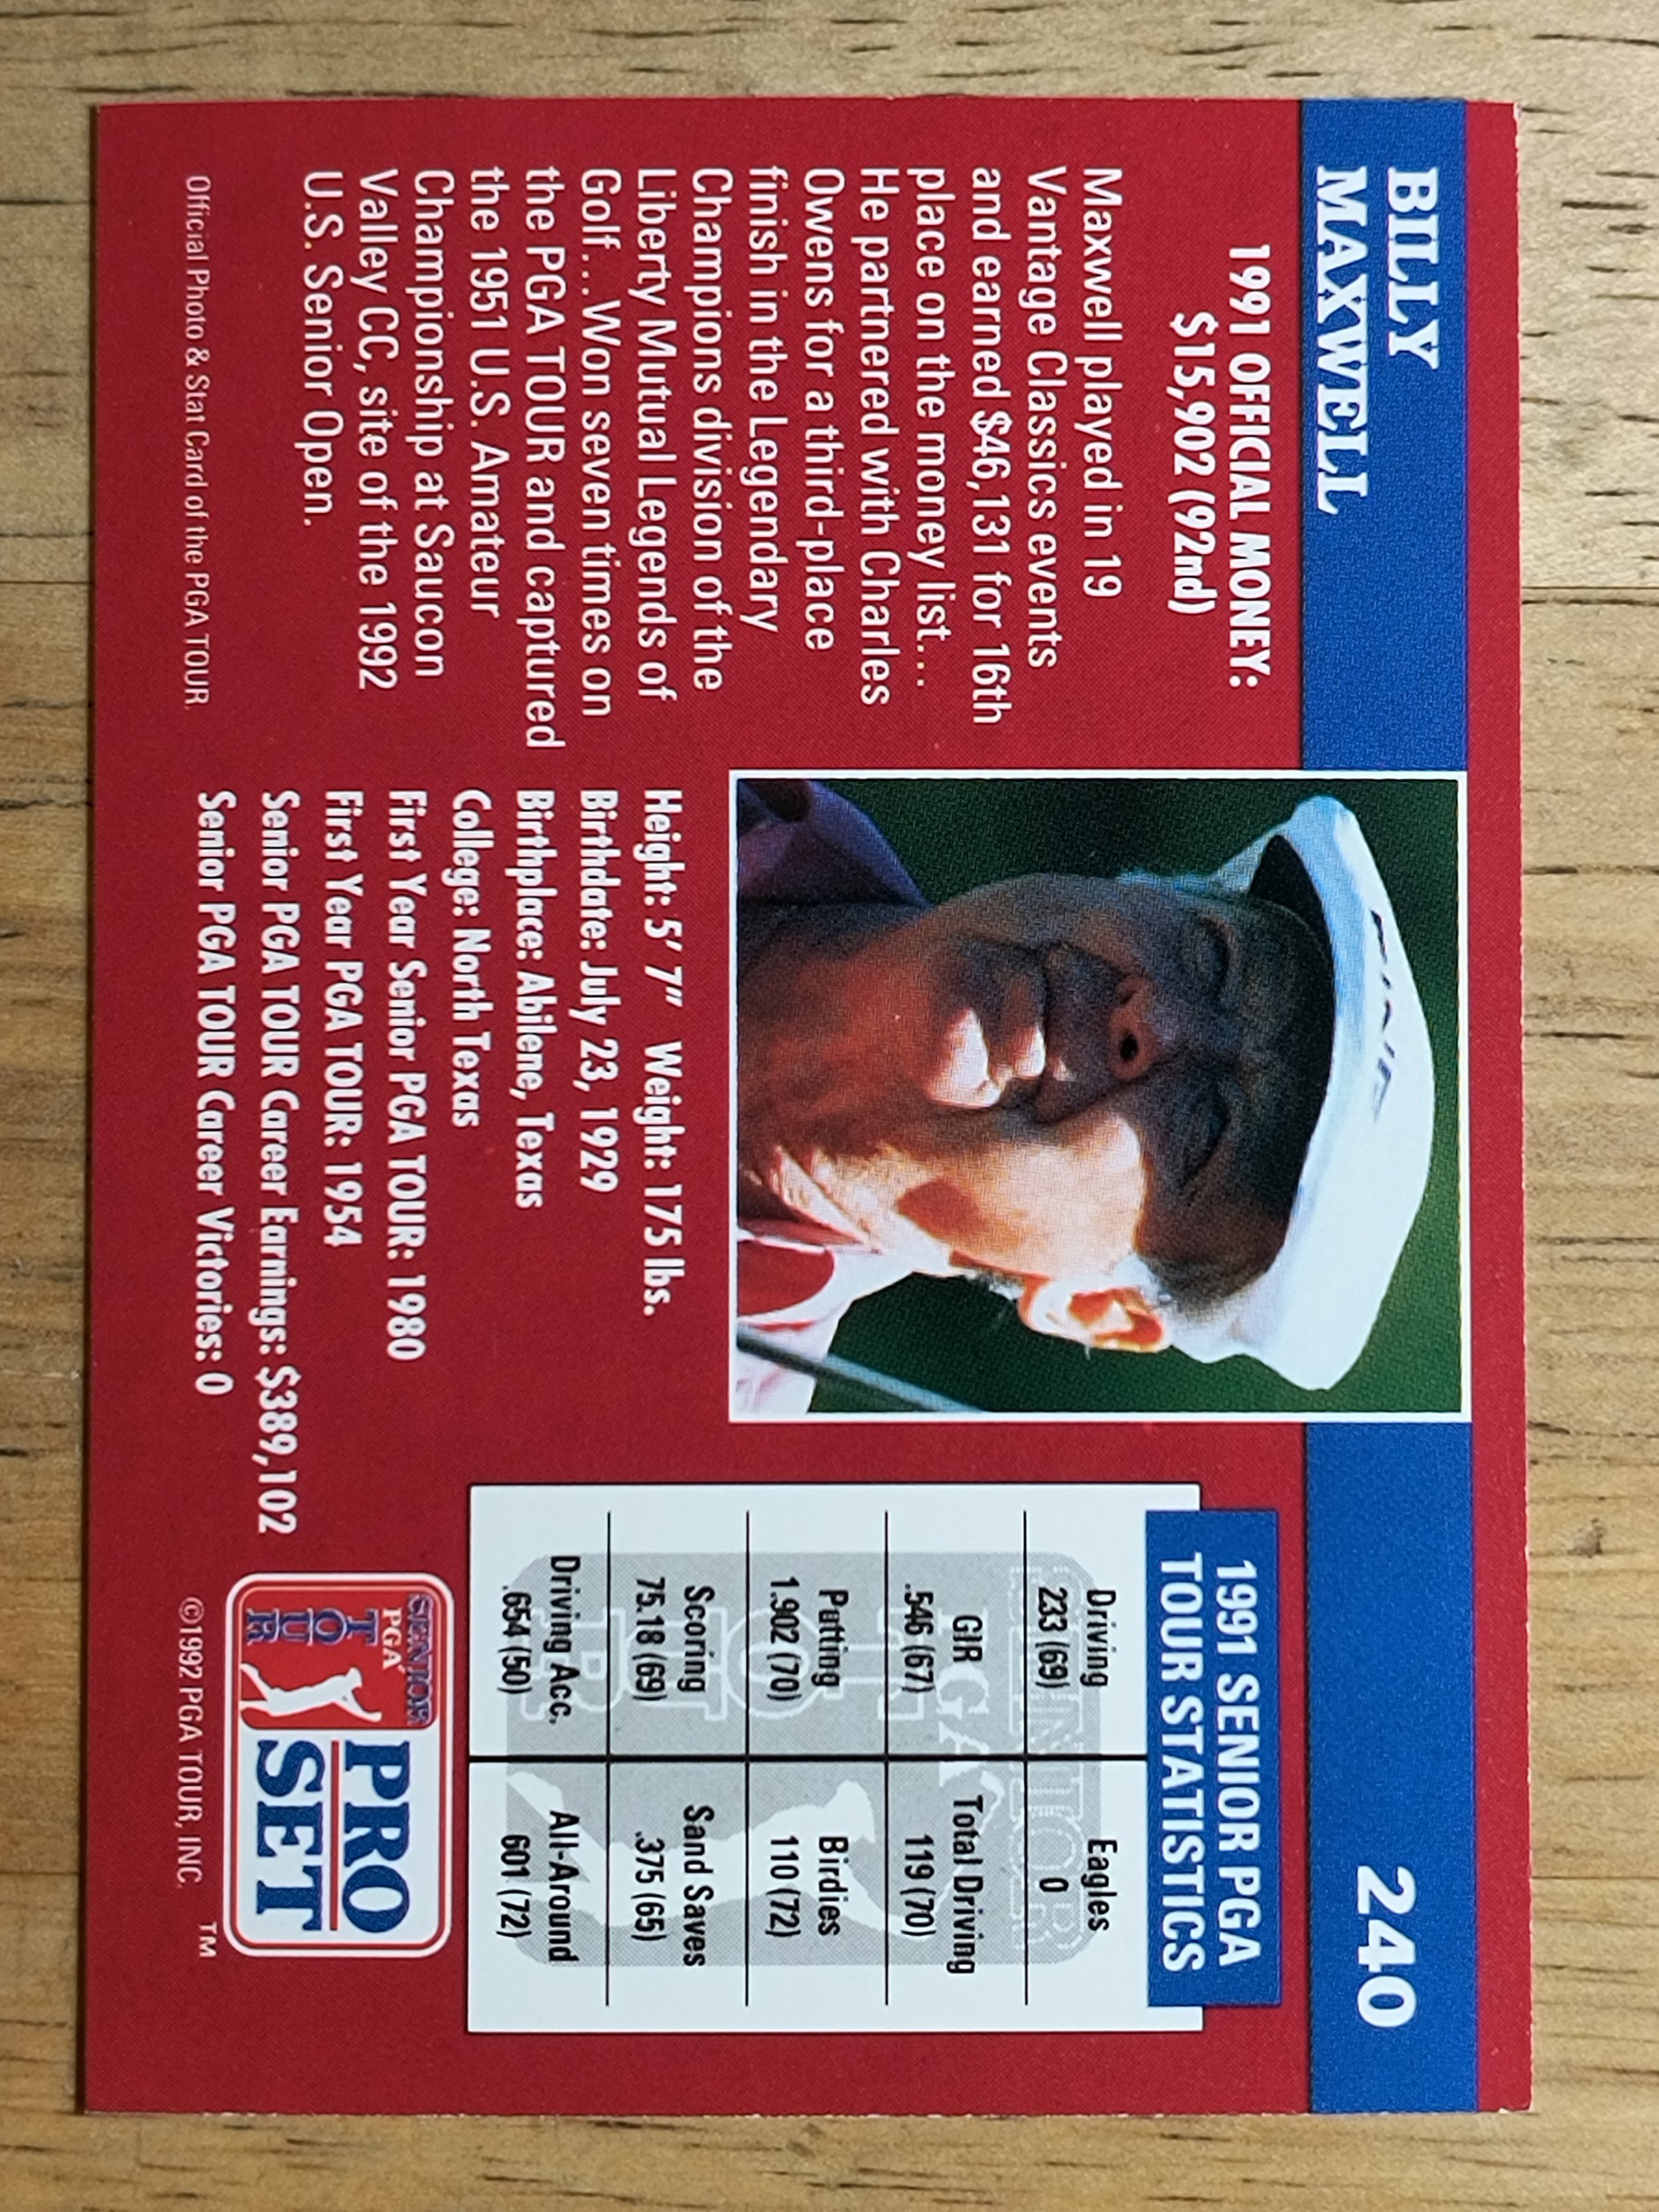 BILLY
MAXWELL
240
1991 OFFICIAL MONEY:
$15,902 (92nd)
Maxwell played in 19
Vantage Classics events
and earned $46,131 for 16th
place on the money list...
He partnered with Charles
Owens for a third-place
finish in the Legendary
Champions division of the
Liberty Mutual Legends of
Golf... Won seven times on
the PGA TOUR and captured
the 1951 U.S. Amateur
Championship at Saucon
Valley CC, site of the 1992
U.S. Senior Open.
Height: 5' 7" Weight: 175 lbs.
Birthdate: July 23, 1929
Birthplace: Abilene, Texas
College: North Texas
First Year Senior PGA TOUR: 1980
First Year PGA TOUR: 1954
Senior PGA TOUR Career Earnings: $389,102
Senior PGA TOUR Career Victories: 0
1991 SENIOR PGA
TOUR STATISTICS
Driving Eagles
233 (69) 0
GIR Total Driving
.546 (67) 119 (70)
Putting Birdies
1.902 (70) 110 (72)
Scoring Sand Saves
75.18 (69) .375 (65)
Driving Acc. All-Around
.654 (50) 601 (72)
SENIOR
PGA
TOUR
SENIOR
PGA
TOUR
PRO
SET
TM
Official Photo & Stat Card of the PGA TOUR.
©1992 PGA TOUR, INC.